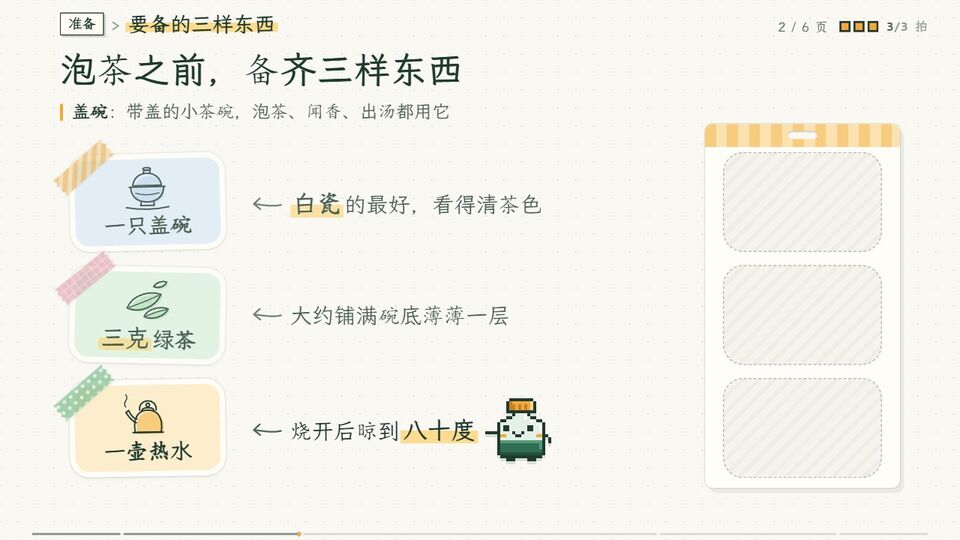 准备 > 要备的三样东西
2 / 6 页 3/3 拍
泡茶之前，备齐三样东西
盖碗：带盖的小茶碗，泡茶、闻香、出汤都用它
一只盖碗
← 白瓷的最好，看得清茶色
三克绿茶
← 大约铺满碗底薄薄一层
一壶热水
← 烧开后晾到八十度